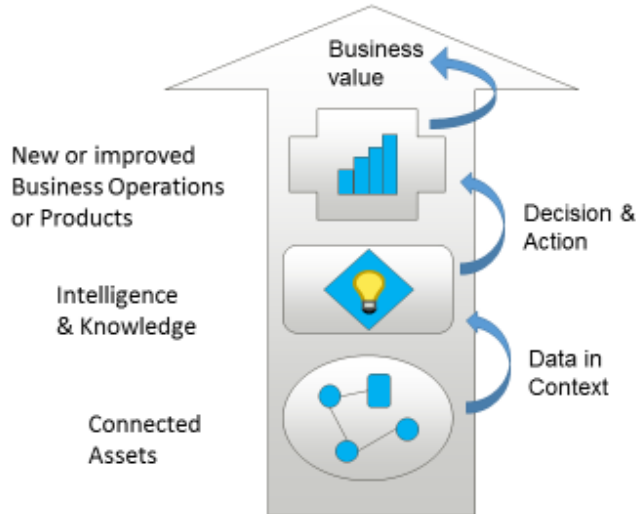 Business
value
New or improved
Business Operations
or Products
Decision &
Action
Intelligence
& Knowledge
Data in
Context
Connected
Assets